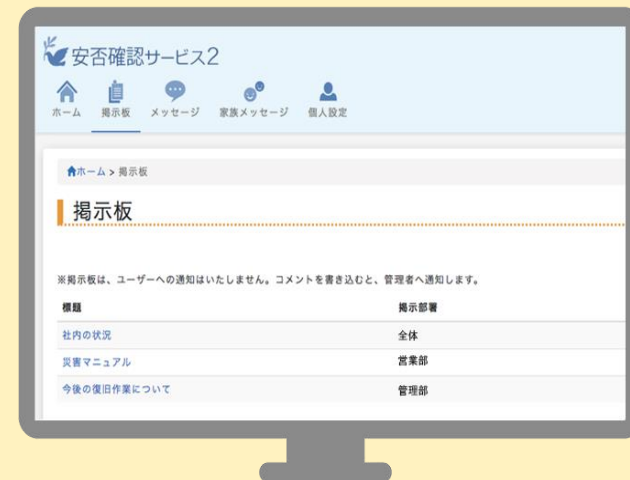 安否確認サービス2
ホーム 掲示板 メッセージ 家族メッセージ 個人設定
ホーム > 掲示板
掲示板
※掲示板は、ユーザーへの通知はいたしません。コメントを書き込むと、管理者へ通知します。
標題 掲示部署
社内の状況 全体
災害マニュアル 営業部
今後の復旧作業について 管理部